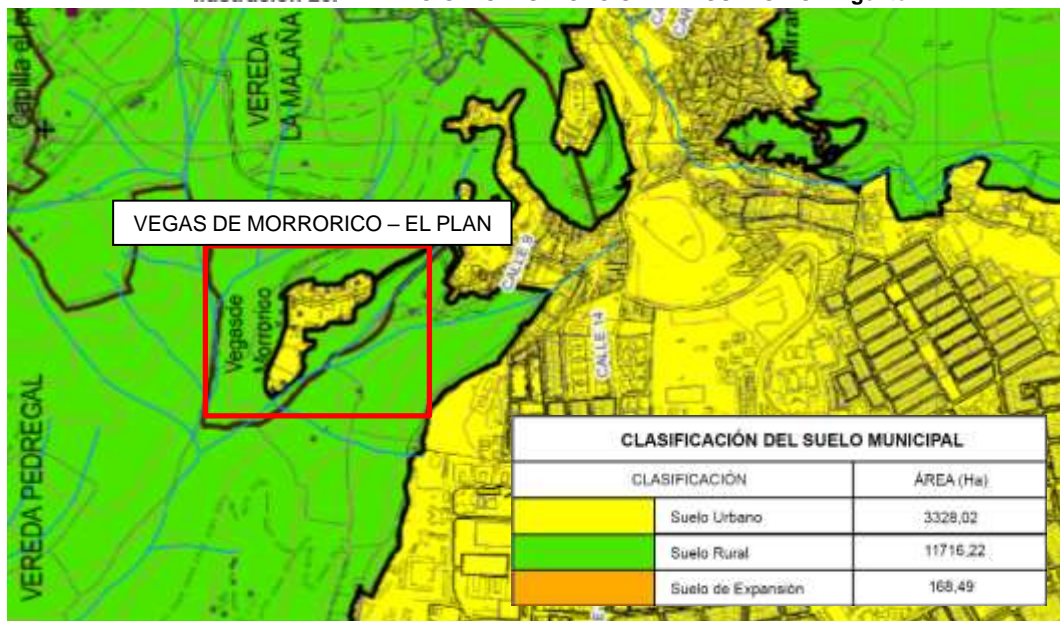 Capilla e
VEREDA
LA MALAÑA
VEGAS DE MORRORICO – EL PLAN
CALLE 9
Vegasde
Morrorico
CALLE 14
VEREDA PEDREGAL
CLASIFICACIÓN DEL SUELO MUNICIPAL
CLASIFICACIÓN ÁREA (Ha)
Suelo Urbano 3328,02
Suelo Rural 11716,22
Suelo de Expansión 168,49